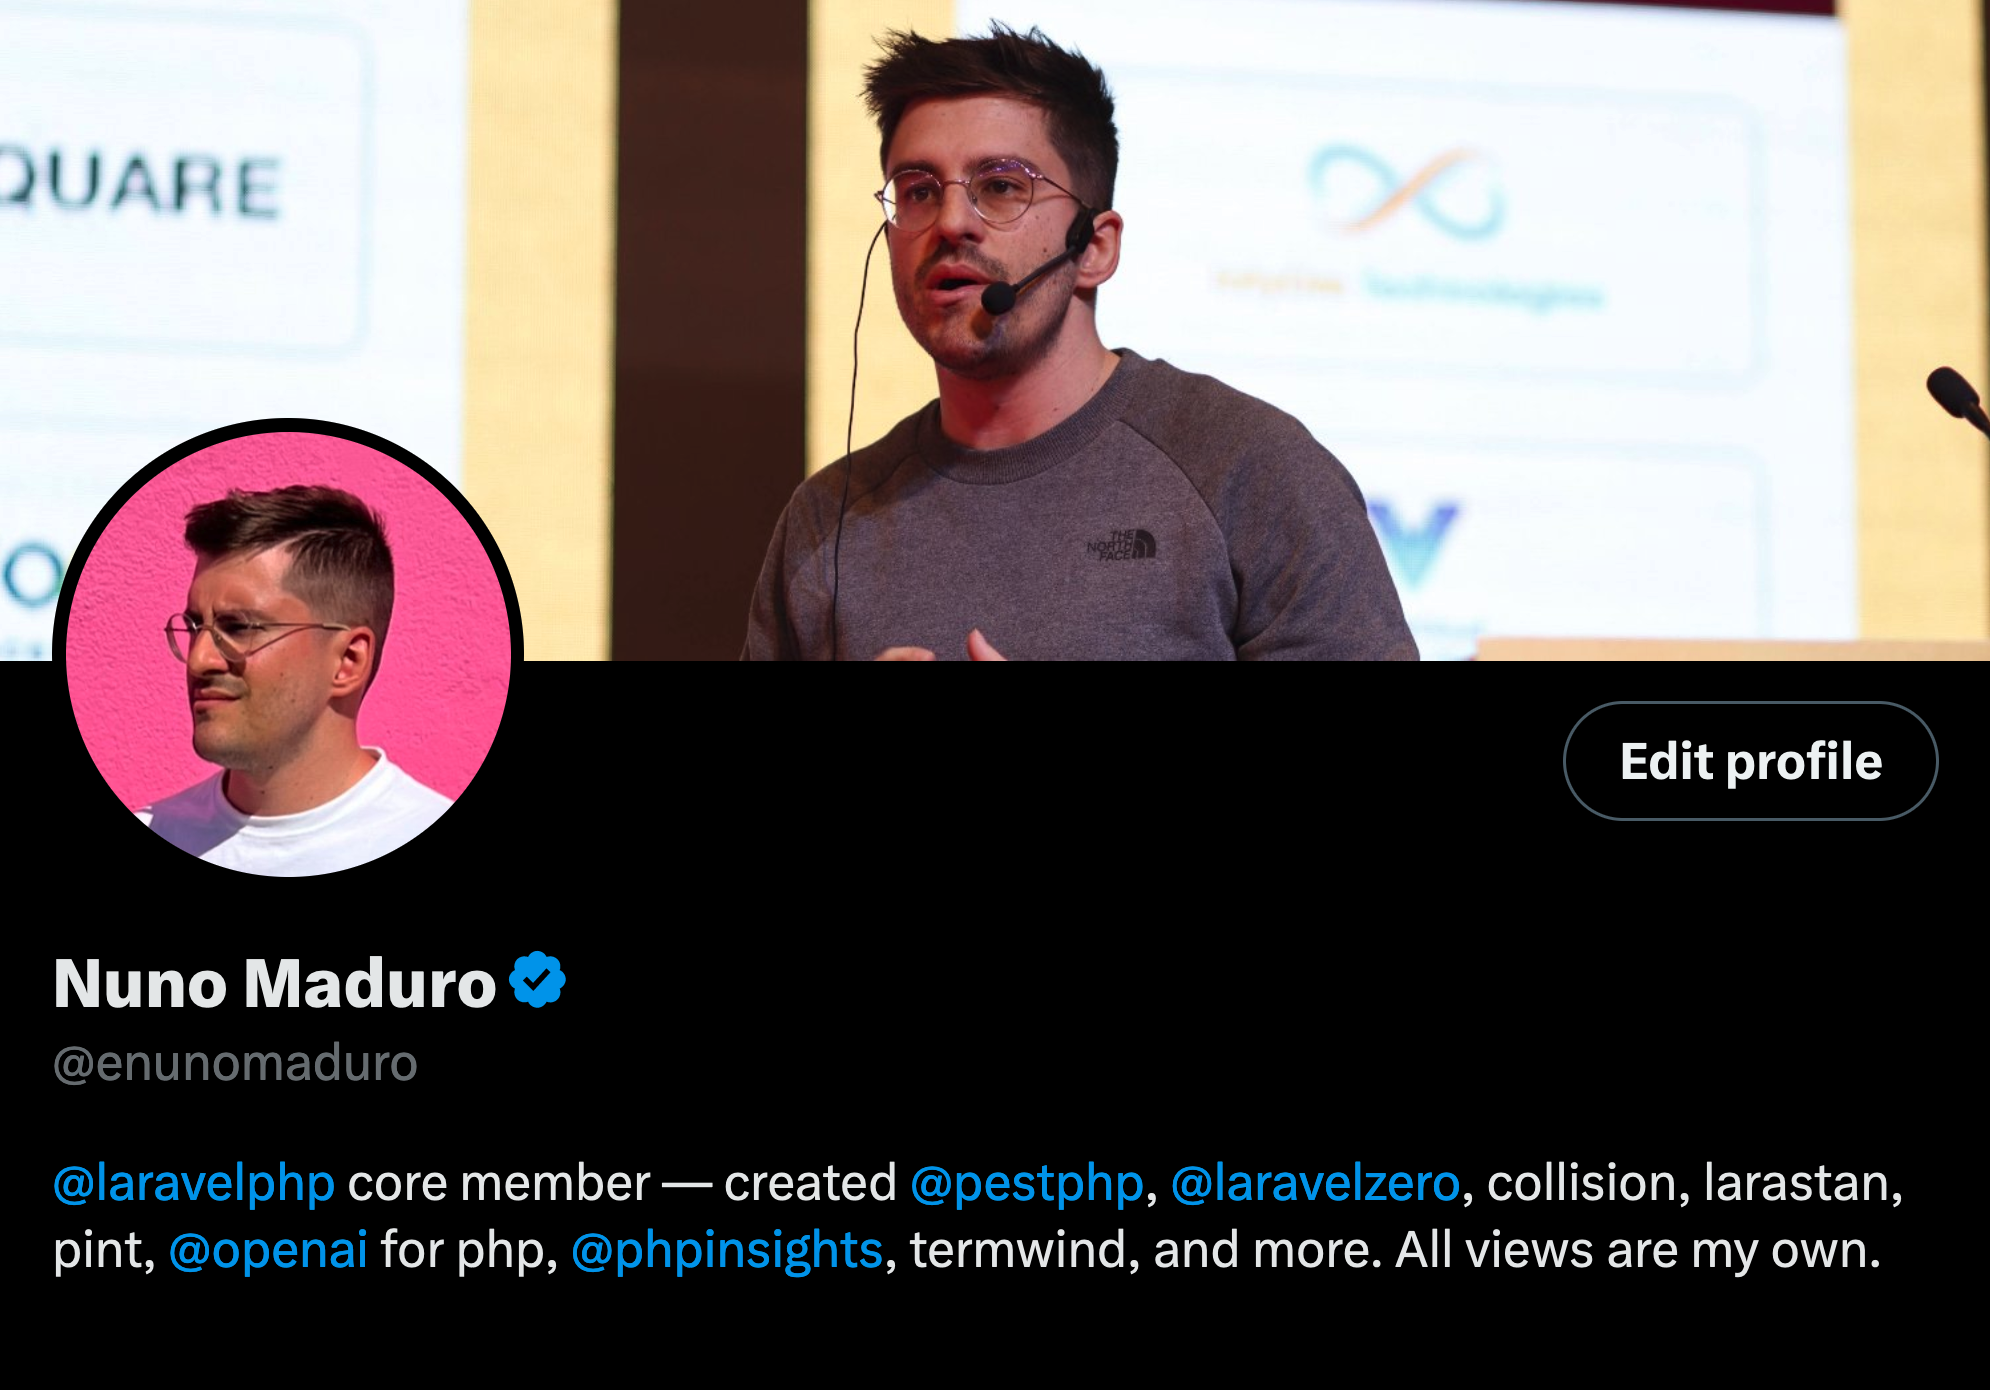 QUARE
THE
NORTH
FACE
Edit profile
Nuno Maduro
@enunomaduro
@laravelphp core member — created @pestphp, @laravelzero, collision, larastan,
pint, @openai for php, @phpinsights, termwind, and more. All views are my own.